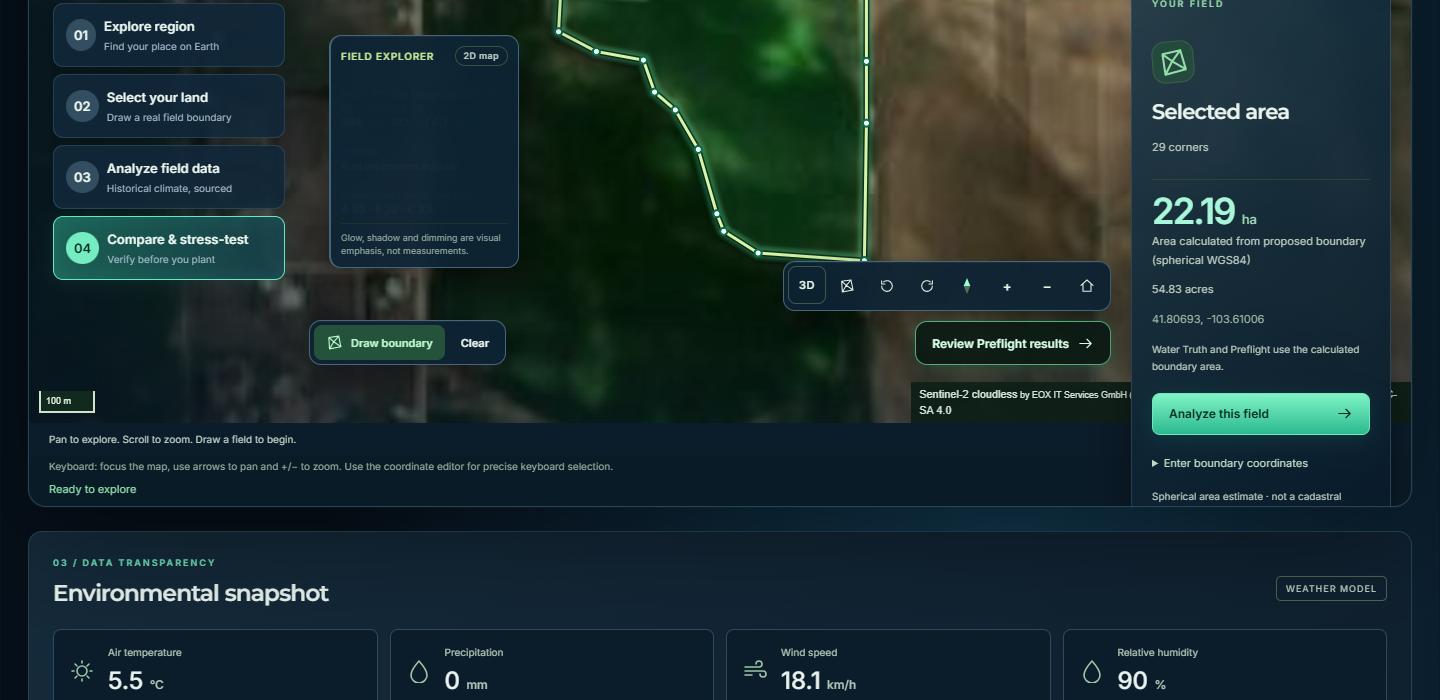 01
Explore region
Find your place on Earth
02
Select your land
Draw a real field boundary
03
Analyze field data
Historical climate, sourced
04
Compare & stress-test
Verify before you plant
FIELD EXPLORER
2D map
Glow, shadow and dimming are visual
emphasis, not measurements.
3D
+
−
Draw boundary
Clear
Review Preflight results →
100 m
Sentinel-2 cloudless by EOX IT Services GmbH
SA 4.0
Pan to explore. Scroll to zoom. Draw a field to begin.
Keyboard: focus the map, use arrows to pan and +/− to zoom. Use the coordinate editor for precise keyboard selection.
Ready to explore
YOUR FIELD
Selected area
29 corners
22.19 ha
Area calculated from proposed boundary
(spherical WGS84)
54.83 acres
41.80693, -103.61006
Water Truth and Preflight use the calculated
boundary area.
Analyze this field →
Enter boundary coordinates
Spherical area estimate · not a cadastral
03 / DATA TRANSPARENCY
Environmental snapshot
WEATHER MODEL
Air temperature
5.5 °C
Precipitation
0 mm
Wind speed
18.1 km/h
Relative humidity
90 %